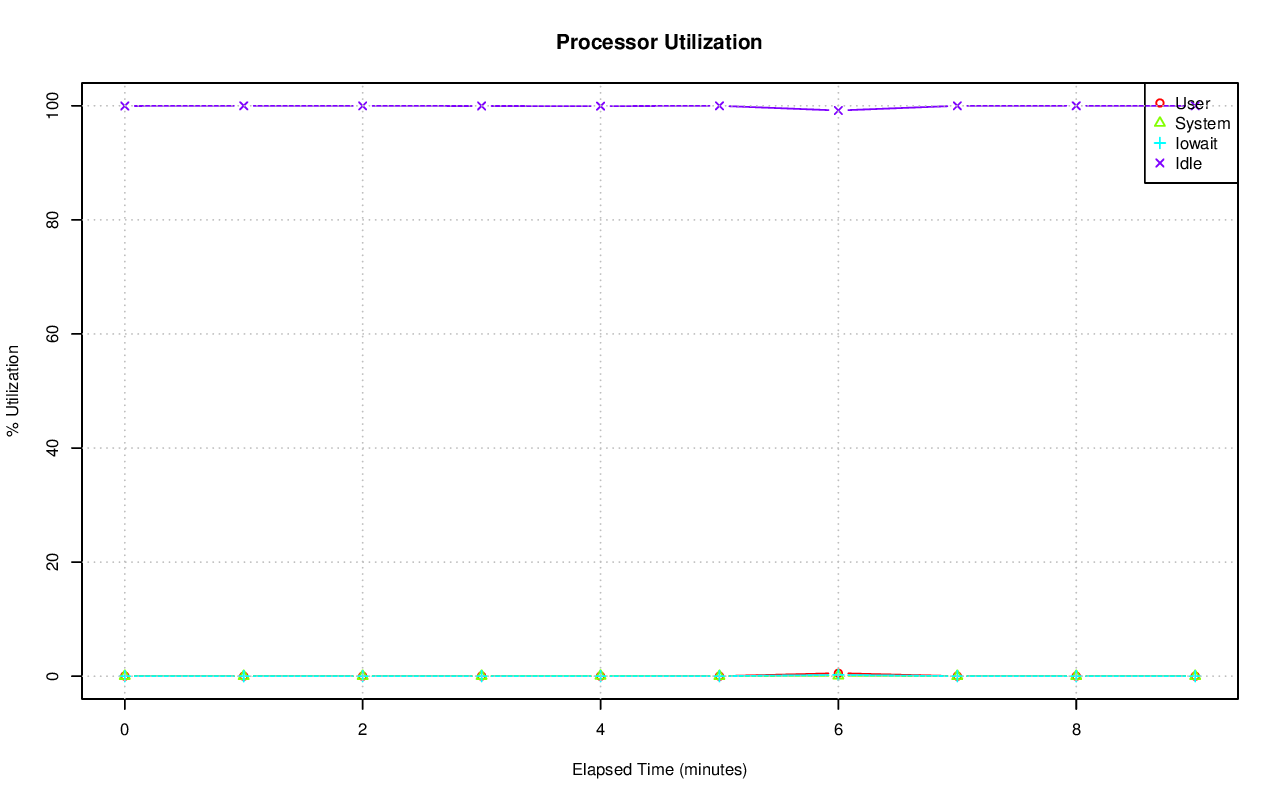 Processor Utilization
100
80
60
40
20
0
% Utilization
User
System
Iowait
Idle
0 2 4 6 8
Elapsed Time (minutes)